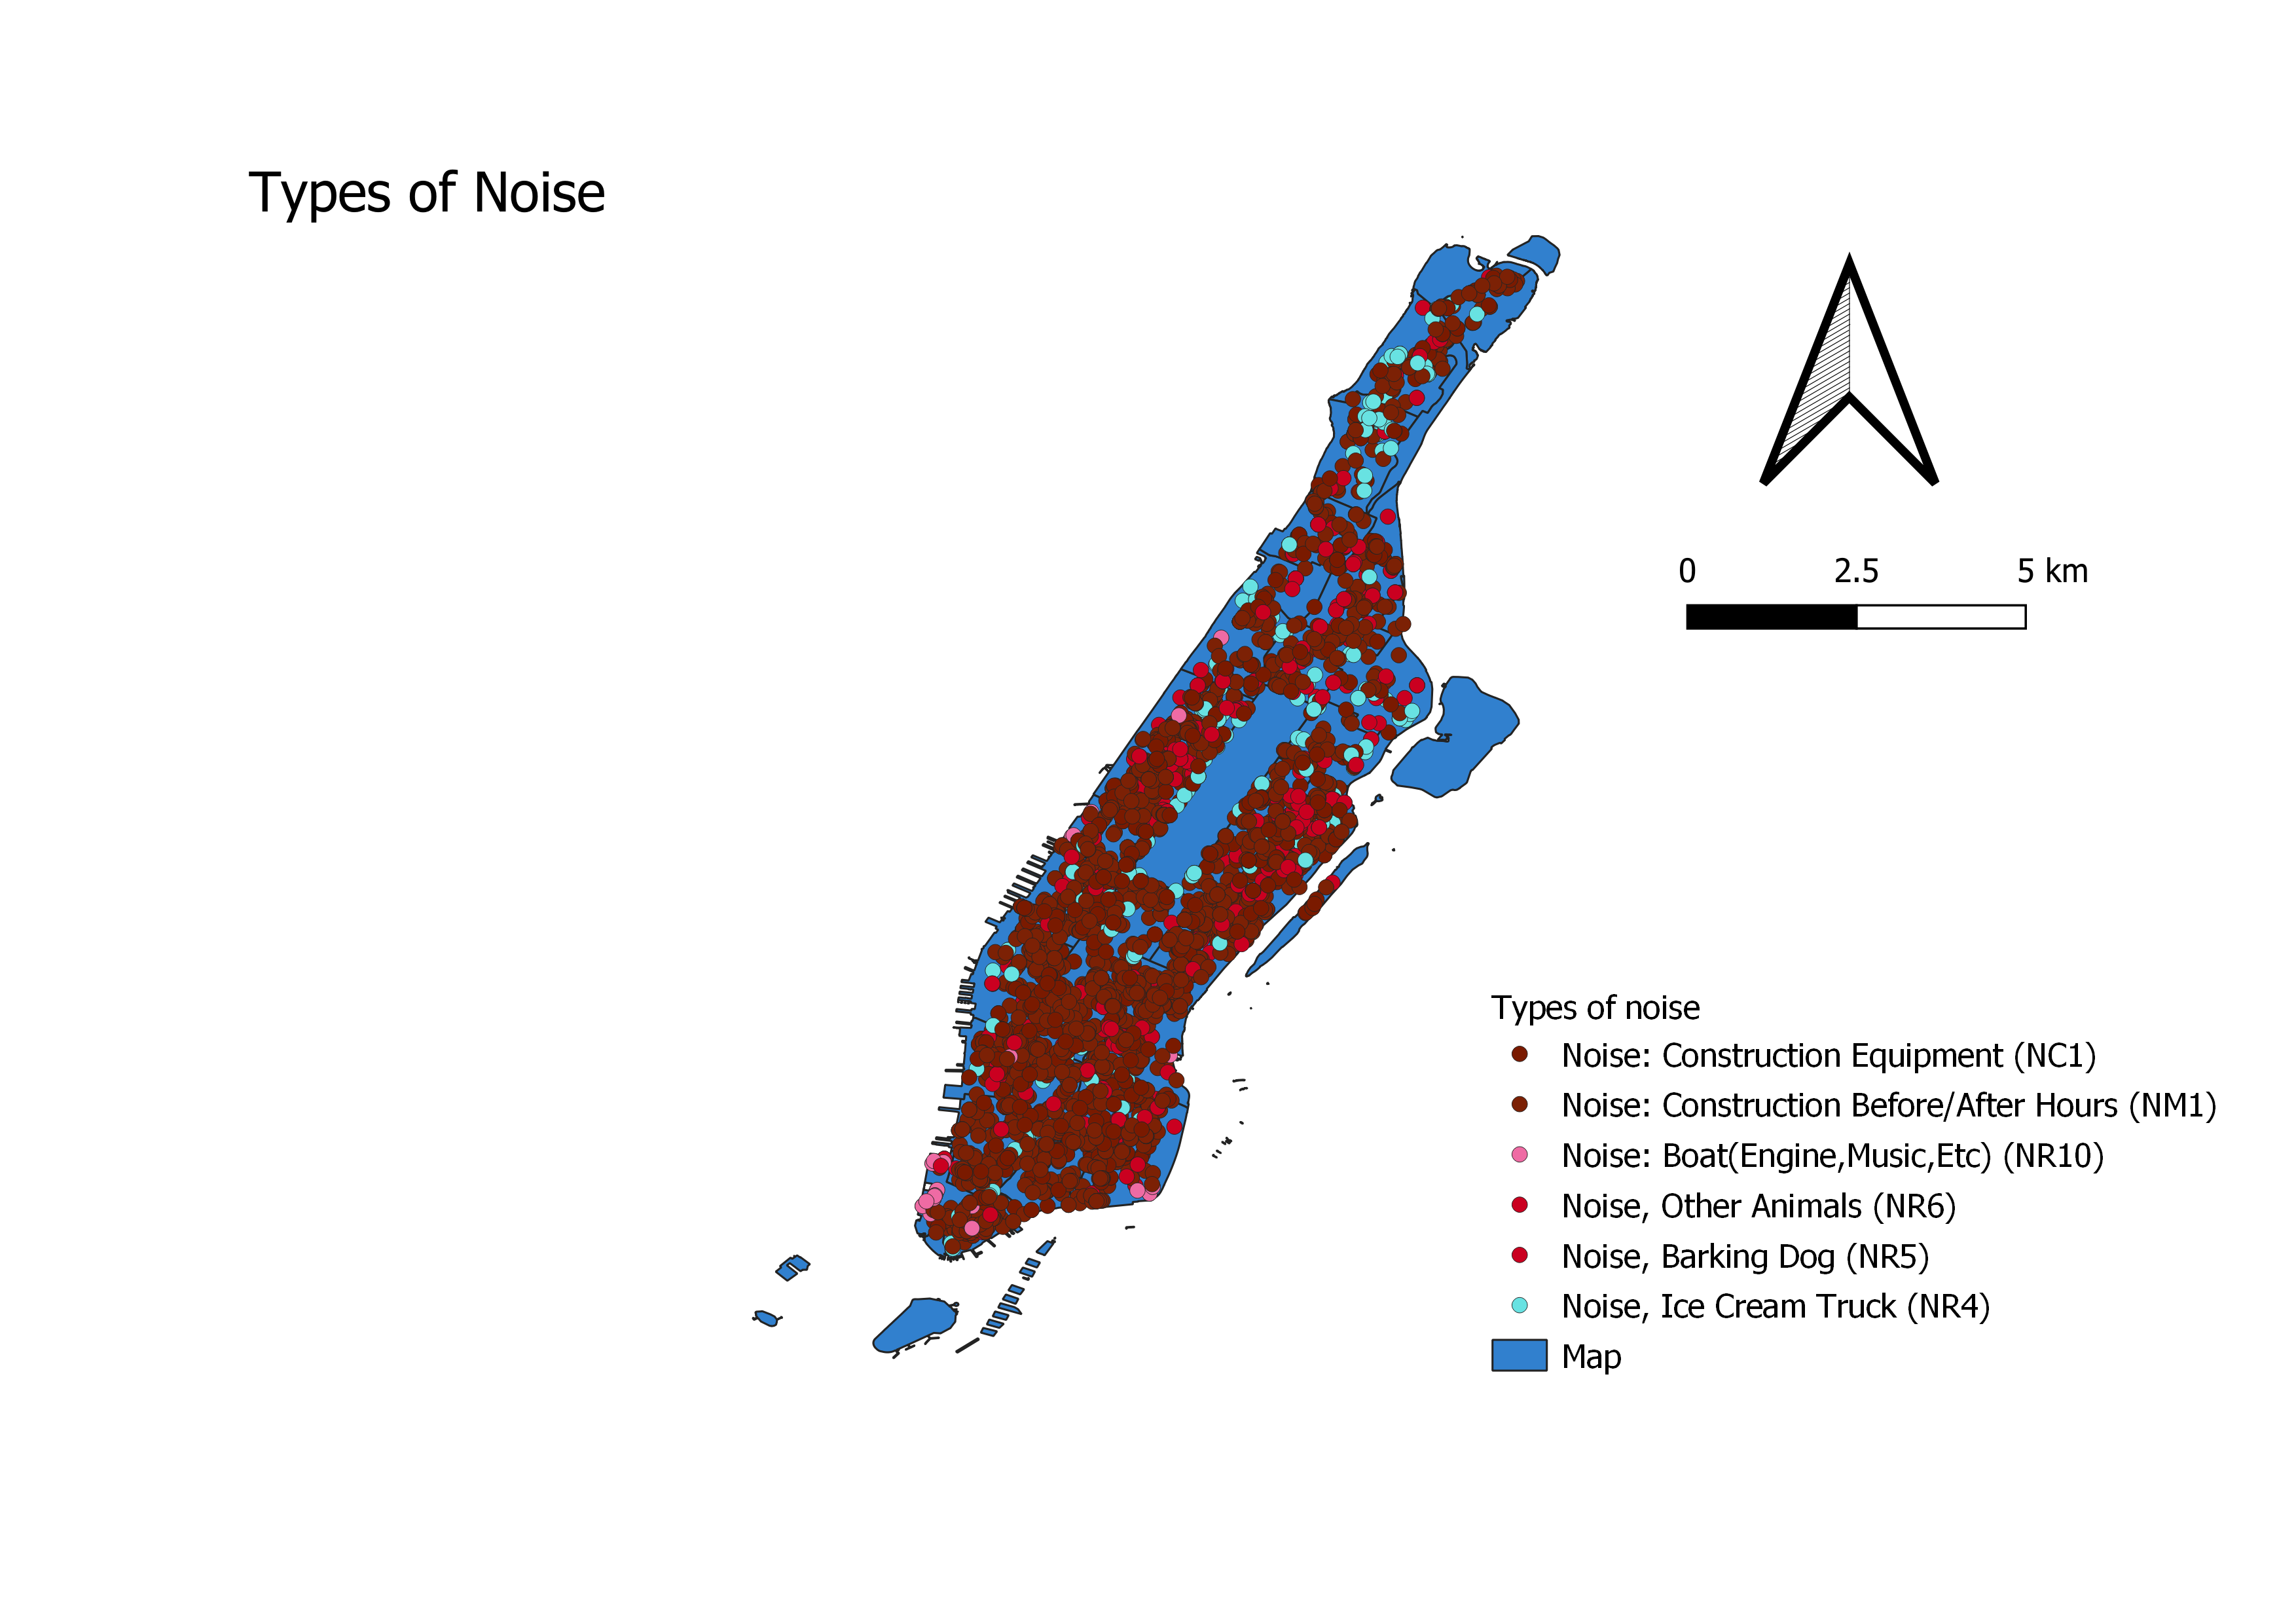 Types of Noise
0 2.5 5 km
Types of noise
Noise: Construction Equipment (NC1)
Noise: Construction Before/After Hours (NM1)
Noise: Boat(Engine,Music,Etc) (NR10)
Noise, Other Animals (NR6)
Noise, Barking Dog (NR5)
Noise, Ice Cream Truck (NR4)
Map